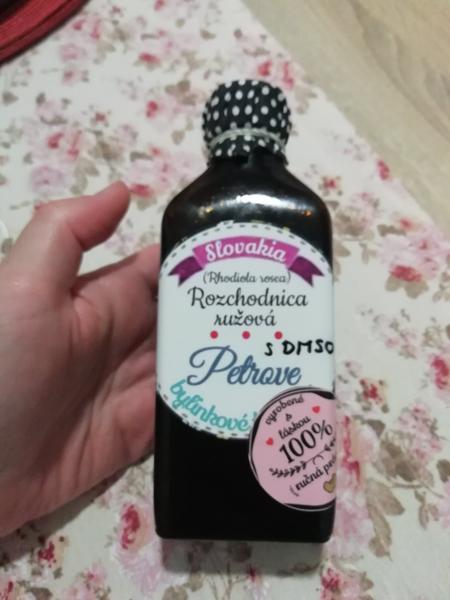 Slovakia
(Rhodiola rosea)
Rozchodnica
ružová
s DMSO
Petrove
bylinkové
vyrobené
s
láskou
100%
ručná